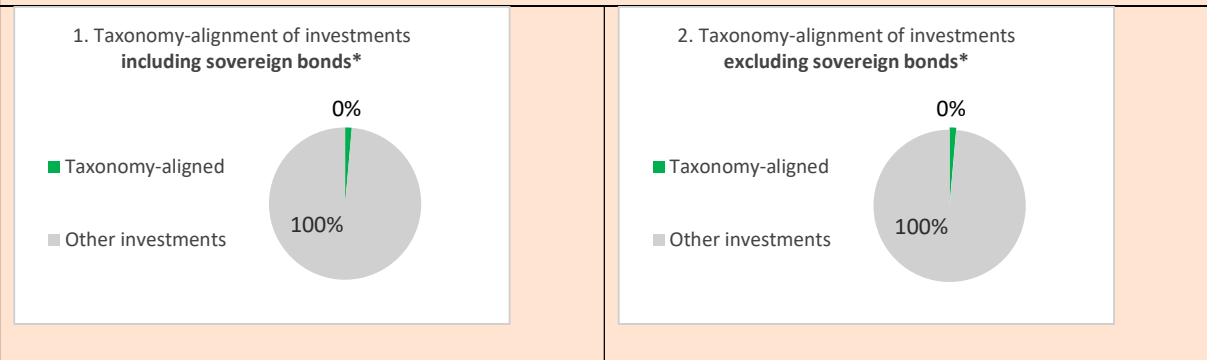 1. Taxonomy-alignment of investments
including sovereign bonds*
0%
Taxonomy-aligned
100%
Other investments
2. Taxonomy-alignment of investments
excluding sovereign bonds*
0%
Taxonomy-aligned
100%
Other investments